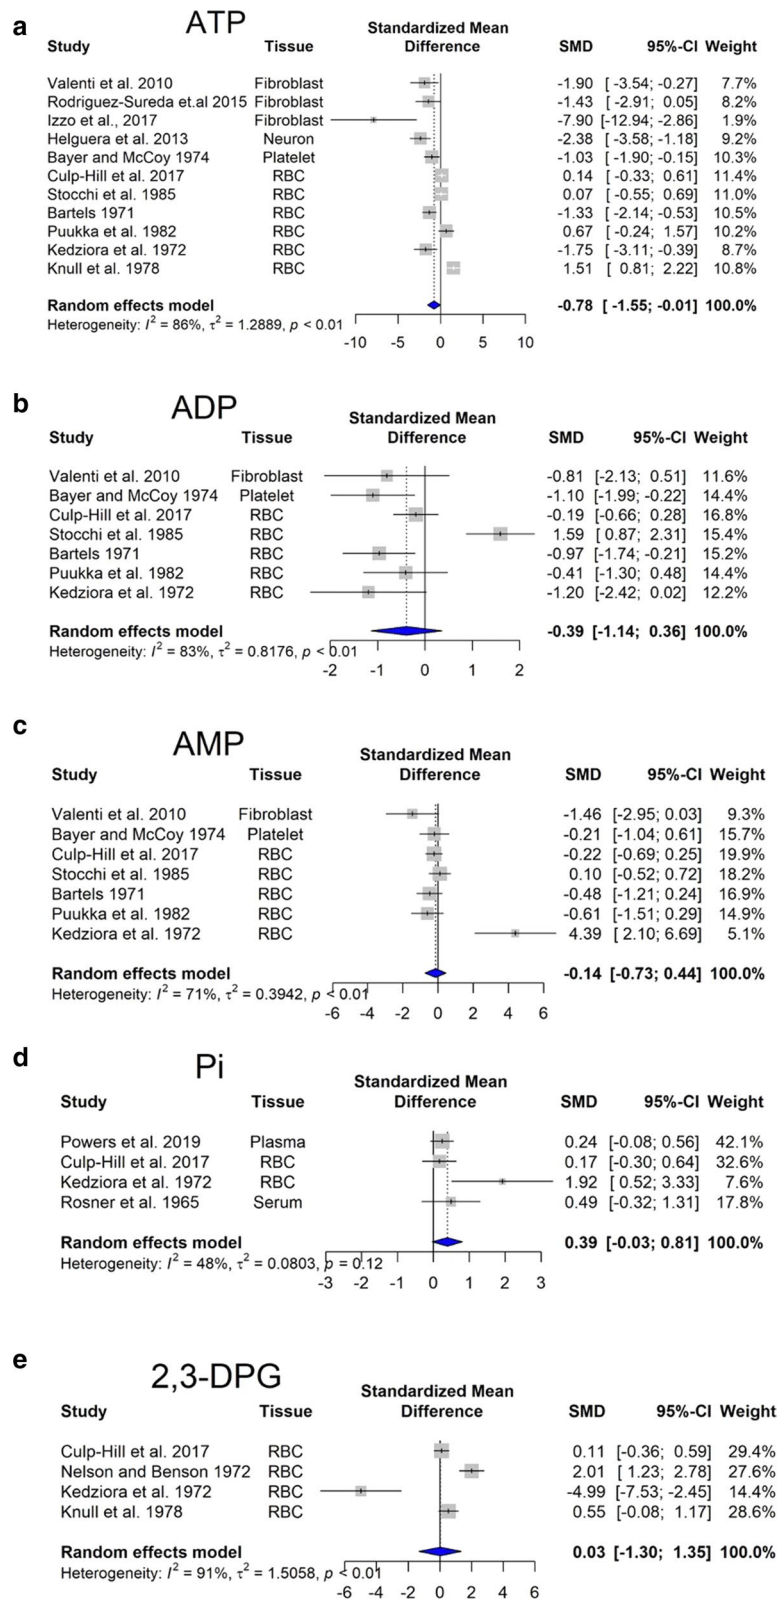 a ATP
Study Tissue Standardized Mean Difference SMD 95%-CI Weight
Valenti et al. 2010 Fibroblast -1.90 [ -3.54; -0.27] 7.7%
Rodriguez-Sureda et.al 2015 Fibroblast -1.43 [ -2.91; 0.05] 8.2%
Izzo et al., 2017 Fibroblast -7.90 [-12.94; -2.86] 1.9%
Helguera et al. 2013 Neuron -2.38 [ -3.58; -1.18] 9.2%
Bayer and McCoy 1974 Platelet -1.03 [ -1.90; -0.15] 10.3%
Culp-Hill et al. 2017 RBC 0.14 [ -0.33; 0.61] 11.4%
Stocchi et al. 1985 RBC 0.07 [ -0.55; 0.69] 11.0%
Bartels 1971 RBC -1.33 [ -2.14; -0.53] 10.5%
Puukka et al. 1982 RBC 0.67 [ -0.24; 1.57] 10.2%
Kedziora et al. 1972 RBC -1.75 [ -3.11; -0.39] 8.7%
Knull et al. 1978 RBC 1.51 [ 0.81; 2.22] 10.8%
Random effects model -0.78 [ -1.55; -0.01] 100.0%
Heterogeneity: I² = 86%, τ² = 1.2889, p < 0.01
-10 -5 0 5 10
b ADP
Study Tissue Standardized Mean Difference SMD 95%-CI Weight
Valenti et al. 2010 Fibroblast -0.81 [-2.13; 0.51] 11.6%
Bayer and McCoy 1974 Platelet -1.10 [-1.99; -0.22] 14.4%
Culp-Hill et al. 2017 RBC -0.19 [-0.66; 0.28] 16.8%
Stocchi et al. 1985 RBC 1.59 [ 0.87; 2.31] 15.4%
Bartels 1971 RBC -0.97 [-1.74; -0.21] 15.2%
Puukka et al. 1982 RBC -0.41 [-1.30; 0.48] 14.4%
Kedziora et al. 1972 RBC -1.20 [-2.42; 0.02] 12.2%
Random effects model -0.39 [-1.14; 0.36] 100.0%
Heterogeneity: I² = 83%, τ² = 0.8176, p < 0.01
-2 -1 0 1 2
c AMP
Study Tissue Standardized Mean Difference SMD 95%-CI Weight
Valenti et al. 2010 Fibroblast -1.46 [-2.95; 0.03] 9.3%
Bayer and McCoy 1974 Platelet -0.21 [-1.04; 0.61] 15.7%
Culp-Hill et al. 2017 RBC -0.22 [-0.69; 0.25] 19.9%
Stocchi et al. 1985 RBC 0.10 [-0.52; 0.72] 18.2%
Bartels 1971 RBC -0.48 [-1.21; 0.24] 16.9%
Puukka et al. 1982 RBC -0.61 [-1.51; 0.29] 14.9%
Kedziora et al. 1972 RBC 4.39 [ 2.10; 6.69] 5.1%
Random effects model -0.14 [-0.73; 0.44] 100.0%
Heterogeneity: I² = 71%, τ² = 0.3942, p < 0.01
-6 -4 -2 0 2 4 6
d Pi
Study Tissue Standardized Mean Difference SMD 95%-CI Weight
Powers et al. 2019 Plasma 0.24 [-0.08; 0.56] 42.1%
Culp-Hill et al. 2017 RBC 0.17 [-0.30; 0.64] 32.6%
Kedziora et al. 1972 RBC 1.92 [ 0.52; 3.33] 7.6%
Rosner et al. 1965 Serum 0.49 [-0.32; 1.31] 17.8%
Random effects model 0.39 [-0.03; 0.81] 100.0%
Heterogeneity: I² = 48%, τ² = 0.0803, p = 0.12
-3 -2 -1 0 1 2 3
e 2,3-DPG
Study Tissue Standardized Mean Difference SMD 95%-CI Weight
Culp-Hill et al. 2017 RBC 0.11 [-0.36; 0.59] 29.4%
Nelson and Benson 1972 RBC 2.01 [ 1.23; 2.78] 27.6%
Kedziora et al. 1972 RBC -4.99 [-7.53; -2.45] 14.4%
Knull et al. 1978 RBC 0.55 [-0.08; 1.17] 28.6%
Random effects model 0.03 [-1.30; 1.35] 100.0%
Heterogeneity: I² = 91%, τ² = 1.5058, p < 0.01
-6 -4 -2 0 2 4 6